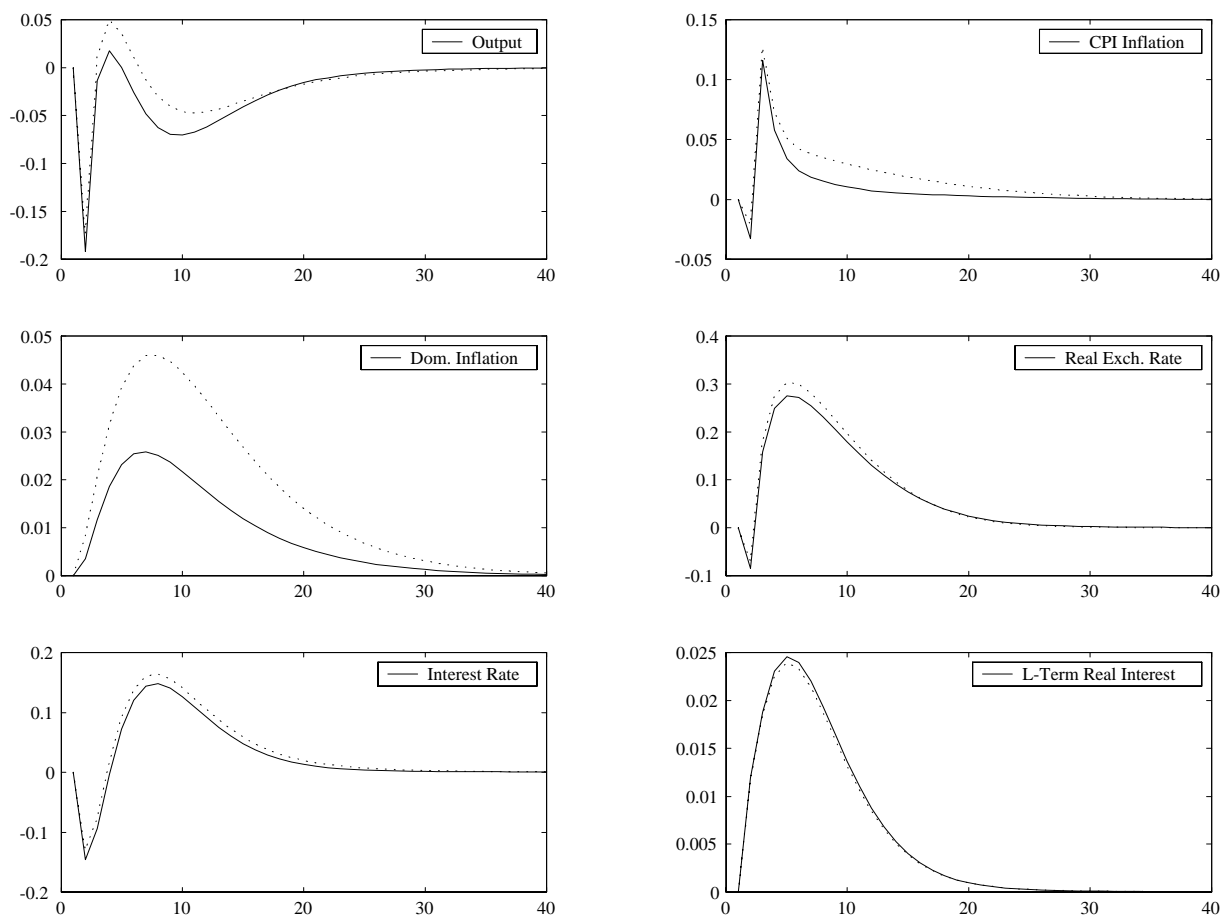 Output
0.05
0
-0.05
-0.1
-0.15
-0.2
0 10 20 30 40
CPI Inflation
0.15
0.1
0.05
0
-0.05
0 10 20 30 40
Dom. Inflation
0.05
0.04
0.03
0.02
0.01
0
0 10 20 30 40
Real Exch. Rate
0.4
0.3
0.2
0.1
0
-0.1
0 10 20 30 40
Interest Rate
0.2
0.1
0
-0.1
-0.2
0 10 20 30 40
L-Term Real Interest
0.025
0.02
0.015
0.01
0.005
0
0 10 20 30 40